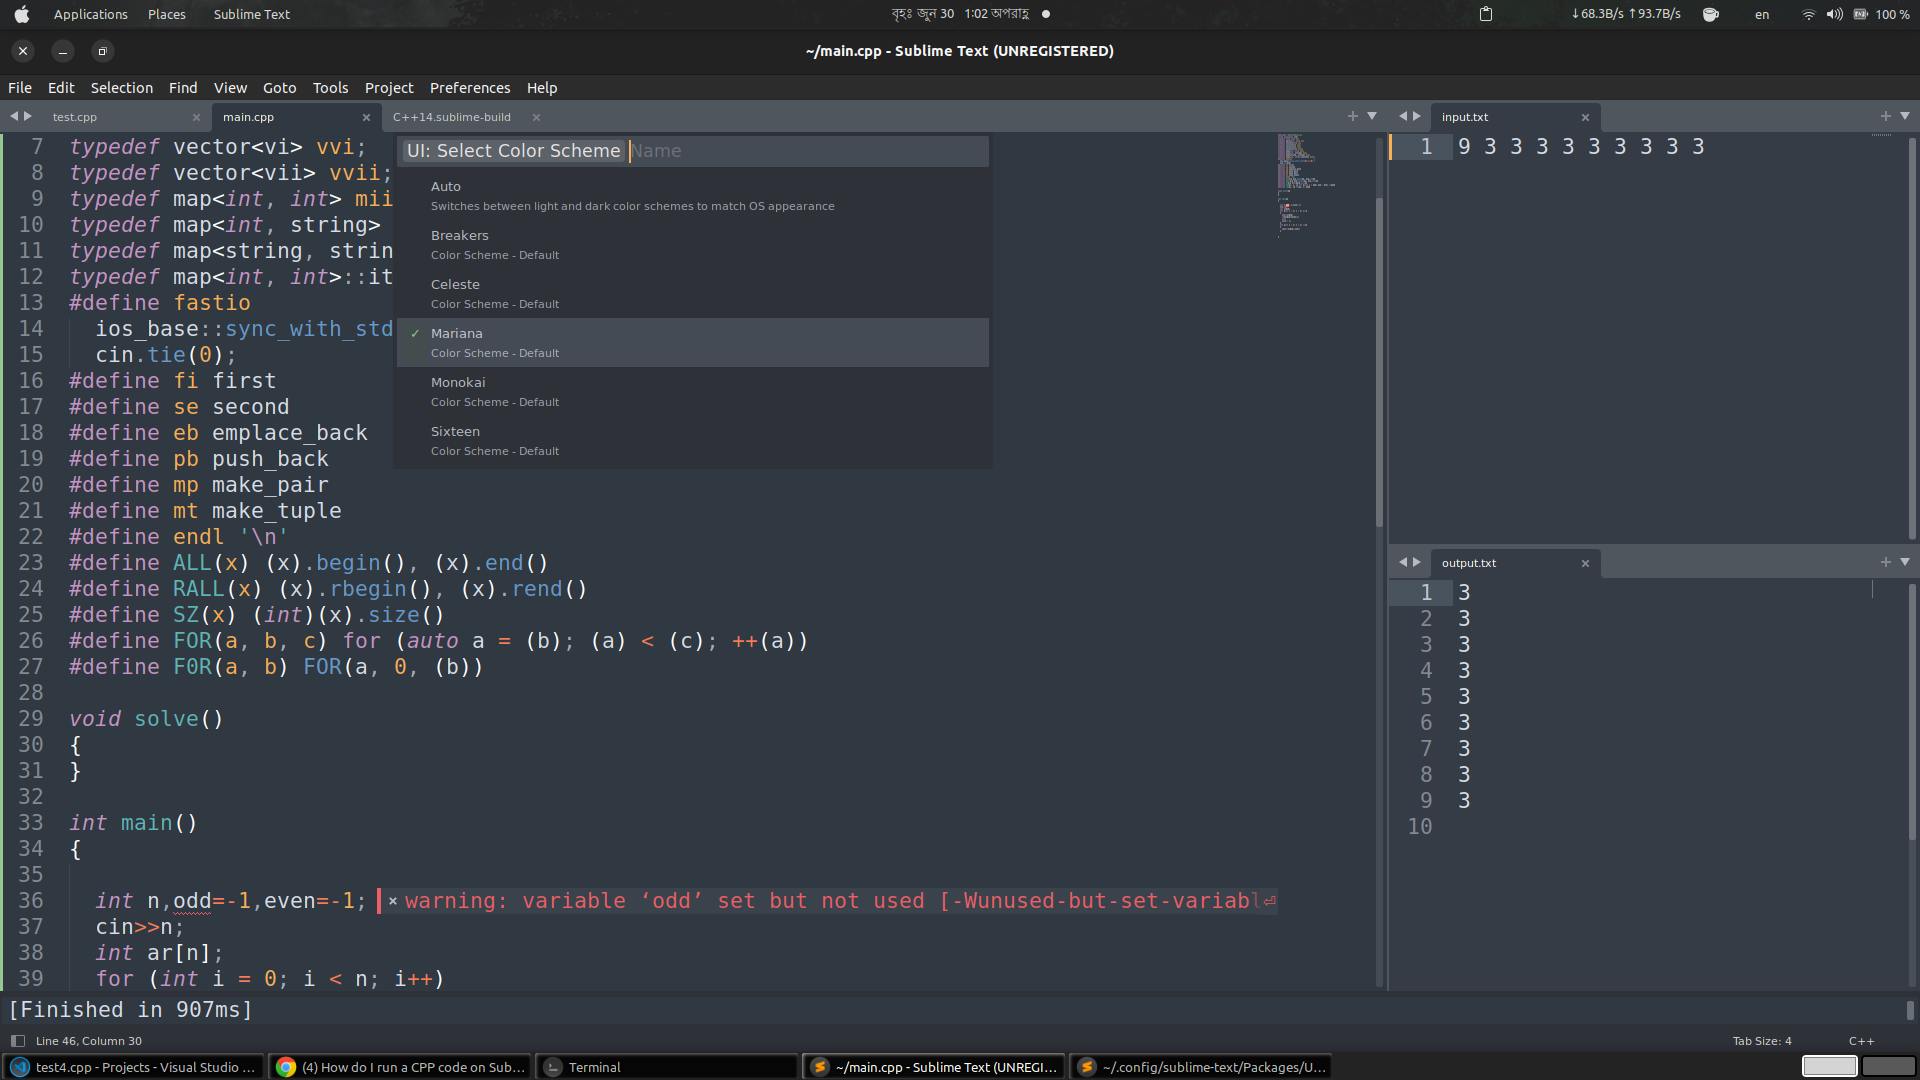 Applications Places Sublime Text
বৃহঃ জুন 30 1:02 অপরাহ্ণ
↓68.3B/s ↑93.7B/s en 100 %
~/main.cpp - Sublime Text (UNREGISTERED)
File Edit Selection Find View Goto Tools Project Preferences Help
test.cpp × main.cpp × C++14.sublime-build ×
UI: Select Color Scheme Name
Auto
Switches between light and dark color schemes to match OS appearance
Breakers
Color Scheme - Default
Celeste
Color Scheme - Default
✓ Mariana
Color Scheme - Default
Monokai
Color Scheme - Default
Sixteen
Color Scheme - Default
7 typedef vector<vi> vvi;
8 typedef vector<vii> vvii;
9 typedef map<int, int> mii
10 typedef map<int, string>
11 typedef map<string, strin
12 typedef map<int, int>::it
13 #define fastio
14 ios_base::sync_with_std
15 cin.tie(0);
16 #define fi first
17 #define se second
18 #define eb emplace_back
19 #define pb push_back
20 #define mp make_pair
21 #define mt make_tuple
22 #define endl '\n'
23 #define ALL(x) (x).begin(), (x).end()
24 #define RALL(x) (x).rbegin(), (x).rend()
25 #define SZ(x) (int)(x).size()
26 #define FOR(a, b, c) for (auto a = (b); (a) < (c); ++(a))
27 #define F0R(a, b) FOR(a, 0, (b))
28
29 void solve()
30 {
31 }
32
33 int main()
34 {
35
36 int n,odd=-1,even=-1; × warning: variable ‘odd’ set but not used [-Wunused-but-set-variabl
37 cin>>n;
38 int ar[n];
39 for (int i = 0; i < n; i++)
input.txt ×
1 9 3 3 3 3 3 3 3 3 3
output.txt ×
1 3
2 3
3 3
4 3
5 3
6 3
7 3
8 3
9 3
10
[Finished in 907ms]
Line 46, Column 30
Tab Size: 4 C++
test4.cpp - Projects - Visual Studio ...
(4) How do I run a CPP code on Sub...
Terminal
~/main.cpp - Sublime Text (UNREGI...
~/.config/sublime-text/Packages/U...